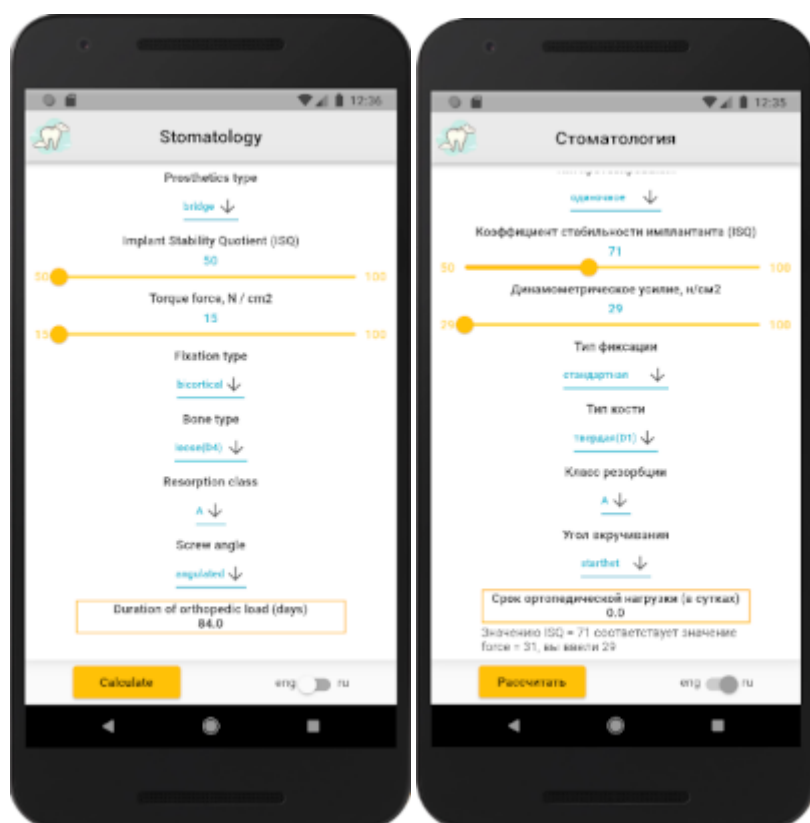 12:36
Stomatology
Prosthetics type
bridge
Implant Stability Quotient (ISQ)
50
50 100
Torque force, N / cm2
15
15 100
Fixation type
bicortical
Bone type
loose(D4)
Resorption class
A
Screw angle
angulated
Duration of orthopedic load (days)
84.0
Calculate eng ru
12:35
Стоматология
одиночное
Коэффициент стабильности имплантанта (ISQ)
71
50 100
Динамометрическое усилие, н/см2
29
29 100
Тип фиксации
стандартная
Тип кости
твердая(D1)
Класс резорбции
A
Угол вкручивания
Срок ортопедической нагрузки (в сутках)
0.0
Значению ISQ = 71 соответствует значение
force = 31, вы ввели 29
Рассчитать eng ru